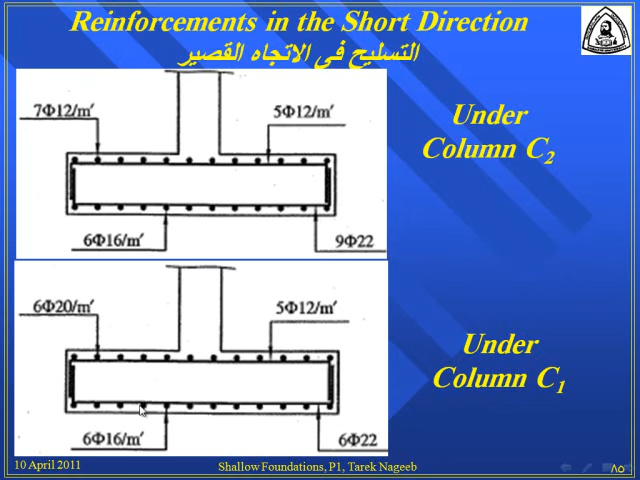 Reinforcements in the Short Direction
التسليح في الاتجاه القصير
7Φ12/m′
5Φ12/m′
Under
Column C2
6Φ16/m′
9Φ22
6Φ20/m′
5Φ12/m′
Under
Column C1
6Φ16/m′
6Φ22
10 April 2011
Shallow Foundations, P1, Tarek Nageeb
٨٥